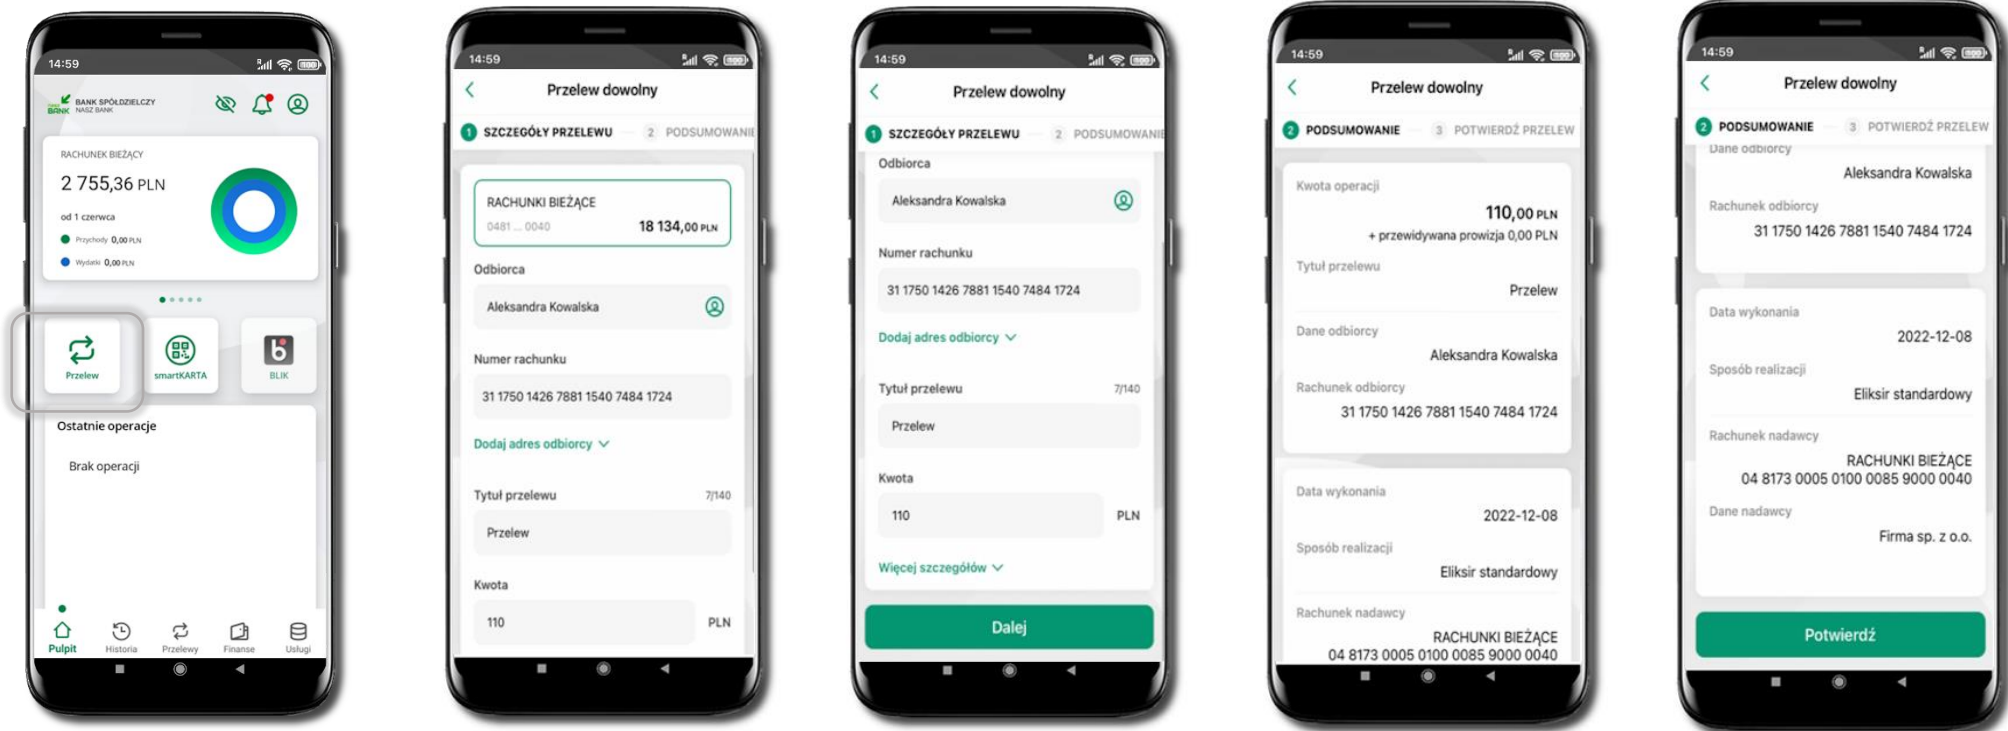 14:59
BANK SPÓŁDZIELCZY
NASZ BANK
RACHUNEK BIEŻĄCY
2 755,36 PLN
od 1 czerwca
Przychody 0,00 PLN
Wydatki 0,00 PLN
Przelew
smartKARTA
BLIK
Ostatnie operacje
Brak operacji
Pulpit
Historia
Przelewy
Finanse
Usługi
14:59
Przelew dowolny
1 SZCZEGÓŁY PRZELEWU 2 PODSUMOWANIE
RACHUNKI BIEŻĄCE
0481 ... 0040 18 134,00 PLN
Odbiorca
Aleksandra Kowalska
Numer rachunku
31 1750 1426 7881 1540 7484 1724
Dodaj adres odbiorcy
Tytuł przelewu 7/140
Przelew
Kwota
110 PLN
14:59
Przelew dowolny
1 SZCZEGÓŁY PRZELEWU 2 PODSUMOWANIE
Odbiorca
Aleksandra Kowalska
Numer rachunku
31 1750 1426 7881 1540 7484 1724
Dodaj adres odbiorcy
Tytuł przelewu 7/140
Przelew
Kwota
110 PLN
Więcej szczegółów
Dalej
14:59
Przelew dowolny
2 PODSUMOWANIE 3 POTWIERDŹ PRZELEW
Kwota operacji
110,00 PLN
+ przewidywana prowizja 0,00 PLN
Tytuł przelewu
Przelew
Dane odbiorcy
Aleksandra Kowalska
Rachunek odbiorcy
31 1750 1426 7881 1540 7484 1724
Data wykonania
2022-12-08
Sposób realizacji
Eliksir standardowy
Rachunek nadawcy
RACHUNKI BIEŻĄCE
04 8173 0005 0100 0085 9000 0040
14:59
Przelew dowolny
2 PODSUMOWANIE 3 POTWIERDŹ PRZELEW
Dane odbiorcy
Aleksandra Kowalska
Rachunek odbiorcy
31 1750 1426 7881 1540 7484 1724
Data wykonania
2022-12-08
Sposób realizacji
Eliksir standardowy
Rachunek nadawcy
RACHUNKI BIEŻĄCE
04 8173 0005 0100 0085 9000 0040
Dane nadawcy
Firma sp. z o.o.
Potwierdź